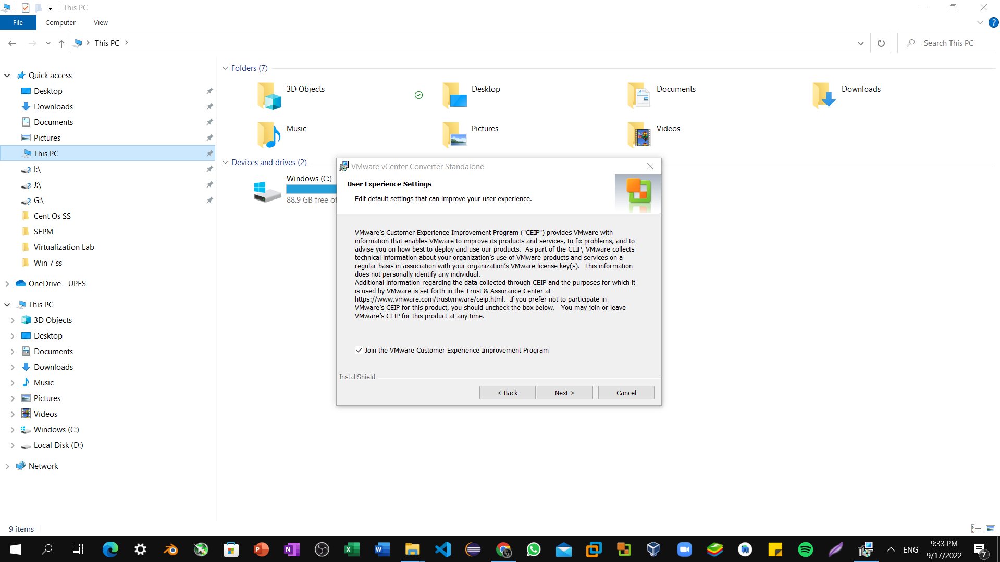 This PC
File
Computer
View
This PC
Search This PC
Quick access
Desktop
Downloads
Documents
Pictures
This PC
I:\
J:\
G:\
Cent Os SS
SEPM
Virtualization Lab
Win 7 ss
OneDrive - UPES
This PC
3D Objects
Desktop
Documents
Downloads
Music
Pictures
Videos
Windows (C:)
Local Disk (D:)
Network
Folders (7)
3D Objects
Desktop
Documents
Downloads
Music
Pictures
Videos
Devices and drives (2)
Windows (C:)
88.9 GB free of
VMware vCenter Converter Standalone
User Experience Settings
Edit default settings that can improve your user experience.
VMware's Customer Experience Improvement Program ("CEIP") provides VMware with
information that enables VMware to improve its products and services, to fix problems, and to
advise you on how best to deploy and use our products.  As part of the CEIP, VMware collects
technical information about your organization's use of VMware products and services on a
regular basis in association with your organization's VMware license key(s).  This information
does not personally identify any individual.
Additional information regarding the data collected through CEIP and the purposes for which it
is used by VMware is set forth in the Trust & Assurance Center at
https://www.vmware.com/trustvmware/ceip.html.  If you prefer not to participate in
VMware's CEIP for this product, you should uncheck the box below.   You may join or leave
VMware's CEIP for this product at any time.
Join the VMware Customer Experience Improvement Program
InstallShield
< Back
Next >
Cancel
9 items
ENG
9:33 PM
9/17/2022
7